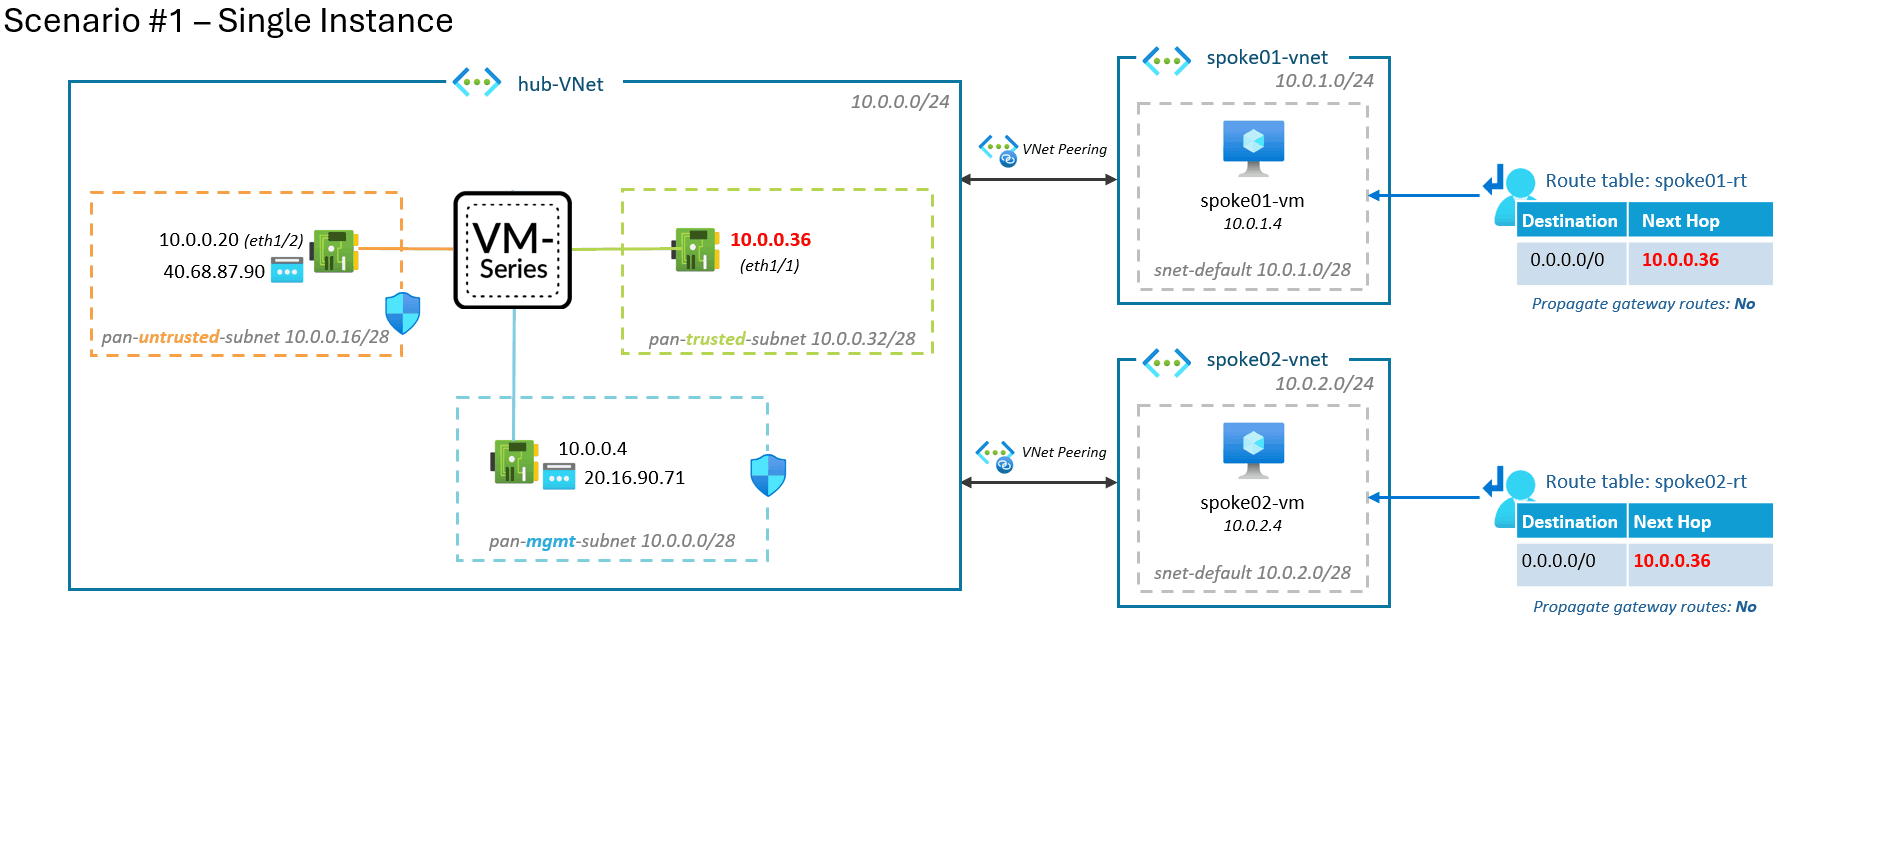 Scenario #1 – Single Instance
hub-VNet
10.0.0.0/24
10.0.0.20 (eth1/2)
40.68.87.90
pan-untrusted-subnet 10.0.0.16/28
VM-
Series
10.0.0.36
(eth1/1)
pan-trusted-subnet 10.0.0.32/28
10.0.0.4
20.16.90.71
pan-mgmt-subnet 10.0.0.0/28
VNet Peering
VNet Peering
spoke01-vnet
10.0.1.0/24
spoke01-vm
10.0.1.4
snet-default 10.0.1.0/28
Route table: spoke01-rt
Destination Next Hop
0.0.0.0/0 10.0.0.36
Propagate gateway routes: No
spoke02-vnet
10.0.2.0/24
spoke02-vm
10.0.2.4
snet-default 10.0.2.0/28
Route table: spoke02-rt
Destination Next Hop
0.0.0.0/0 10.0.0.36
Propagate gateway routes: No